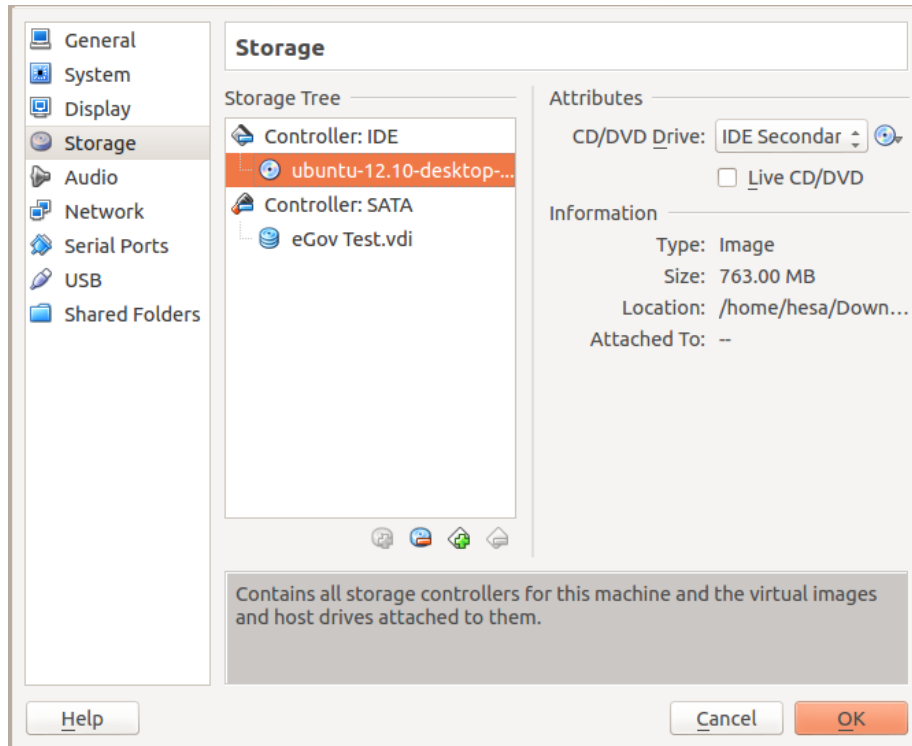 General
System
Display
Storage
Audio
Network
Serial Ports
USB
Shared Folders
Storage
Storage Tree
Controller: IDE
ubuntu-12.10-desktop-...
Controller: SATA
eGov Test.vdi
Attributes
CD/DVD Drive: IDE Secondar
Live CD/DVD
Information
Type: Image
Size: 763.00 MB
Location: /home/hesa/Down...
Attached To: --
Contains all storage controllers for this machine and the virtual images
and host drives attached to them.
Help
Cancel
OK